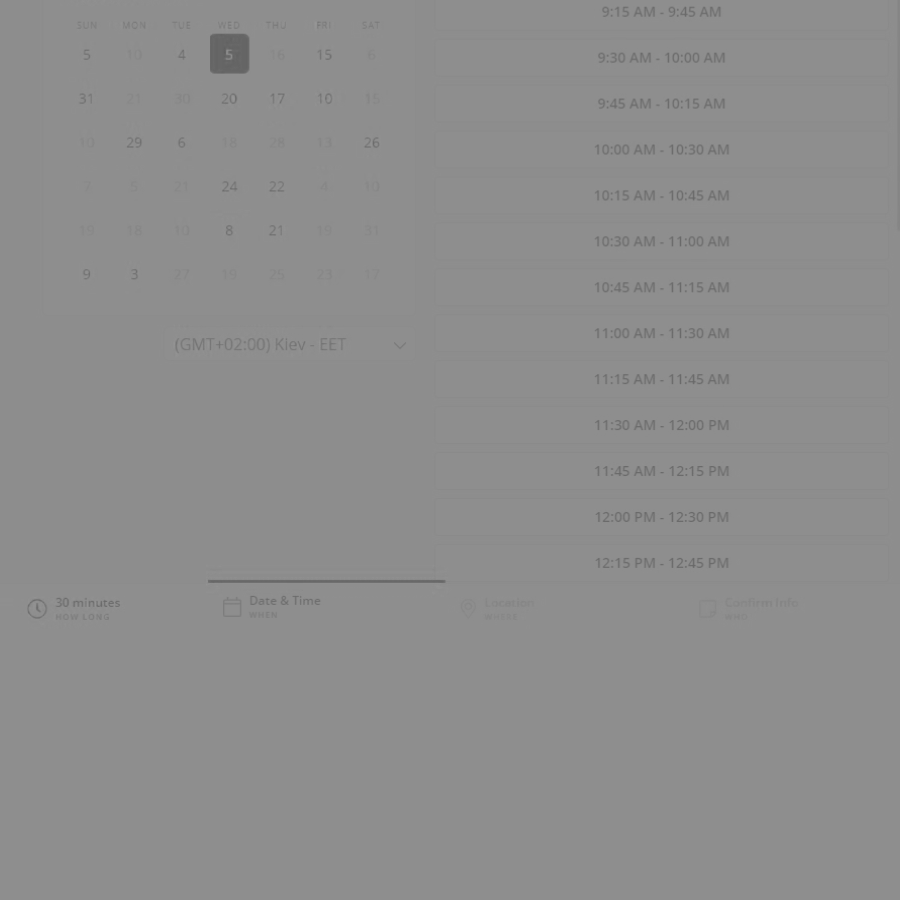 SUN MON TUE WED THU FRI SAT
5 10 4 5 16 15 6
31 21 30 20 17 10 15
10 29 6 18 28 13 26
7 5 21 24 22 4 10
19 18 10 8 21 19 11
9 3 27 19 25 23 17
(GMT+02:00) Kiev - EET
9:15 AM - 9:45 AM
9:30 AM - 10:00 AM
9:45 AM - 10:15 AM
10:00 AM - 10:30 AM
10:15 AM - 10:45 AM
10:30 AM - 11:00 AM
10:45 AM - 11:15 AM
11:00 AM - 11:30 AM
11:15 AM - 11:45 AM
11:30 AM - 12:00 PM
11:45 AM - 12:15 PM
12:00 PM - 12:30 PM
12:15 PM - 12:45 PM
30 minutes
HOW LONG
Date & Time
WHEN
Location
WHERE
Confirm Info
WHO